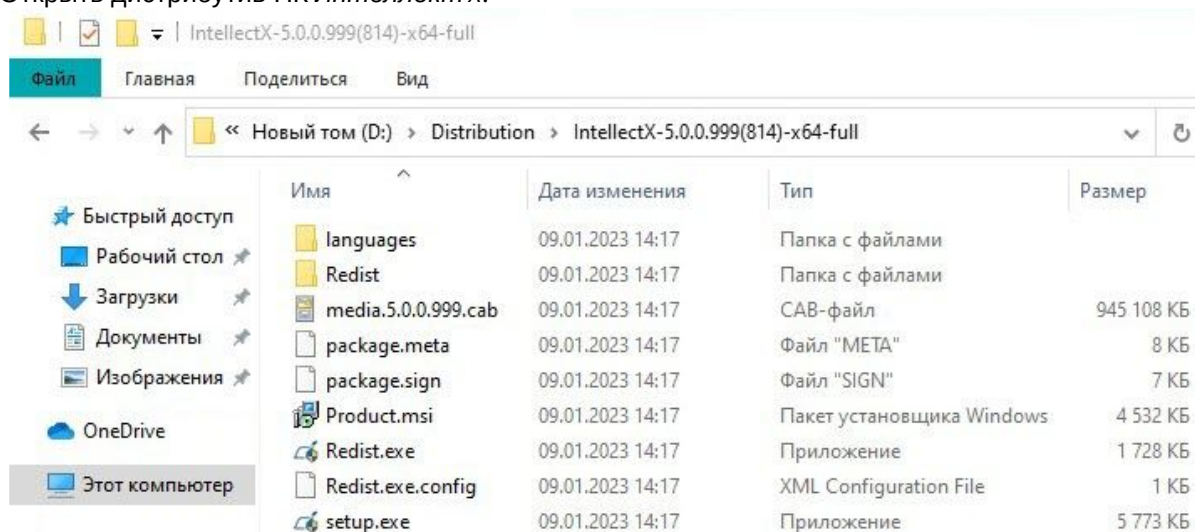 Открыть дистрибутив ПК Интеллект X.
IntellectX-5.0.0.999(814)-x64-full
Файл Главная Поделиться Вид
« Новый том (D:) › Distribution › IntellectX-5.0.0.999(814)-x64-full
Имя Дата изменения Тип Размер
Быстрый доступ
Рабочий стол
Загрузки
Документы
Изображения
OneDrive
Этот компьютер
languages 09.01.2023 14:17 Папка с файлами
Redist 09.01.2023 14:17 Папка с файлами
media.5.0.0.999.cab 09.01.2023 14:17 CAB-файл 945 108 КБ
package.meta 09.01.2023 14:17 Файл "META" 8 КБ
package.sign 09.01.2023 14:17 Файл "SIGN" 7 КБ
Product.msi 09.01.2023 14:17 Пакет установщика Windows 4 532 КБ
Redist.exe 09.01.2023 14:17 Приложение 1 728 КБ
Redist.exe.config 09.01.2023 14:17 XML Configuration File 1 КБ
setup.exe 09.01.2023 14:17 Приложение 5 773 КБ